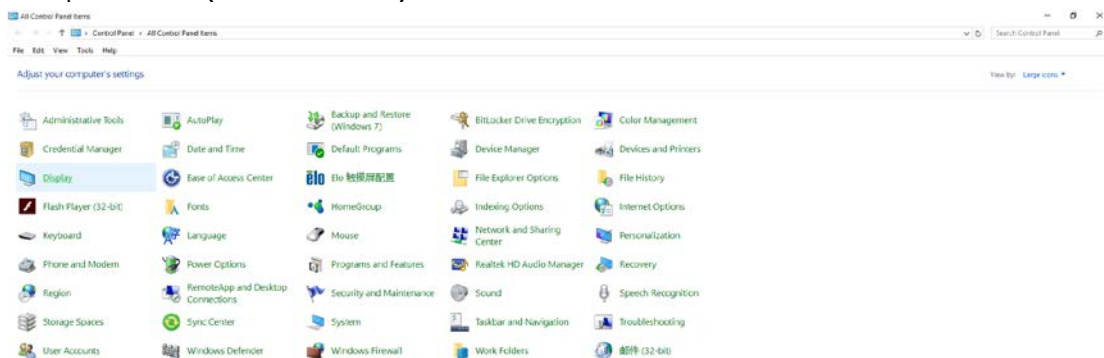 All Control Panel Items
Control Panel › All Control Panel Items
Search Control Panel
File Edit View Tools Help
Adjust your computer's settings
View by: Large icons
Administrative Tools
AutoPlay
Backup and Restore
(Windows 7)
BitLocker Drive Encryption
Color Management
Credential Manager
Date and Time
Default Programs
Device Manager
Devices and Printers
Display
Ease of Access Center
elo
Elo 触摸屏配置
File Explorer Options
File History
Flash Player (32-bit)
Fonts
HomeGroup
Indexing Options
Internet Options
Keyboard
Language
Mouse
Network and Sharing
Center
Personalization
Phone and Modem
Power Options
Programs and Features
Realtek HD Audio Manager
Recovery
Region
RemoteApp and Desktop
Connections
Security and Maintenance
Sound
Speech Recognition
Storage Spaces
Sync Center
System
Taskbar and Navigation
Troubleshooting
User Accounts
Windows Defender
Windows Firewall
Work Folders
邮件 (32-bit)